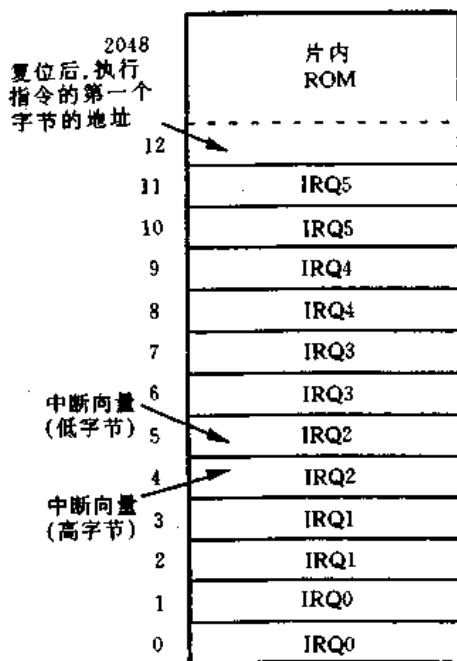 2048
片内
ROM
复位后,执行
指令的第一个
字节的地址
12
11 IRQ5
10 IRQ5
9 IRQ4
8 IRQ4
7 IRQ3
6 IRQ3
中断向量
(低字节)
5 IRQ2
4 IRQ2
中断向量
(高字节)
3 IRQ1
2 IRQ1
1 IRQ0
0 IRQ0